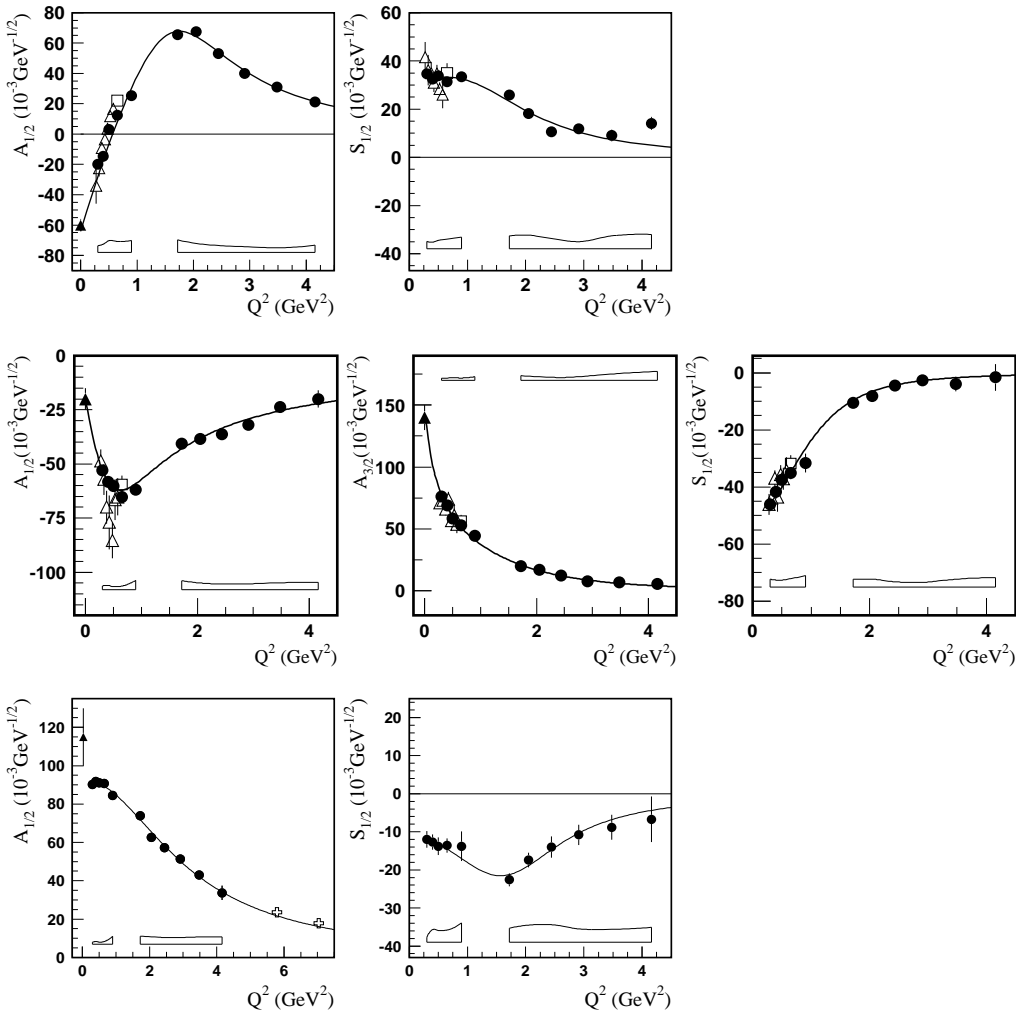 A1/2 (10-3GeV-1/2)
80
60
40
20
0
-20
-40
-60
-80
0 1 2 3 4
Q2 (GeV2)
S1/2 (10-3GeV-1/2)
60
40
20
0
-20
-40
0 1 2 3 4
Q2 (GeV2)
A1/2(10-3GeV-1/2)
0
-25
-50
-75
-100
0 2 4
Q2 (GeV2)
A3/2 (10-3GeV-1/2)
150
100
50
0
0 2 4
Q2 (GeV2)
S1/2(10-3GeV-1/2)
0
-20
-40
-60
-80
0 2 4
Q2 (GeV2)
A1/2 (10-3GeV-1/2)
120
100
80
60
40
20
0
0 2 4 6
Q2 (GeV2)
S1/2 (10-3GeV-1/2)
20
10
0
-10
-20
-30
-40
0 1 2 3 4
Q2 (GeV2)